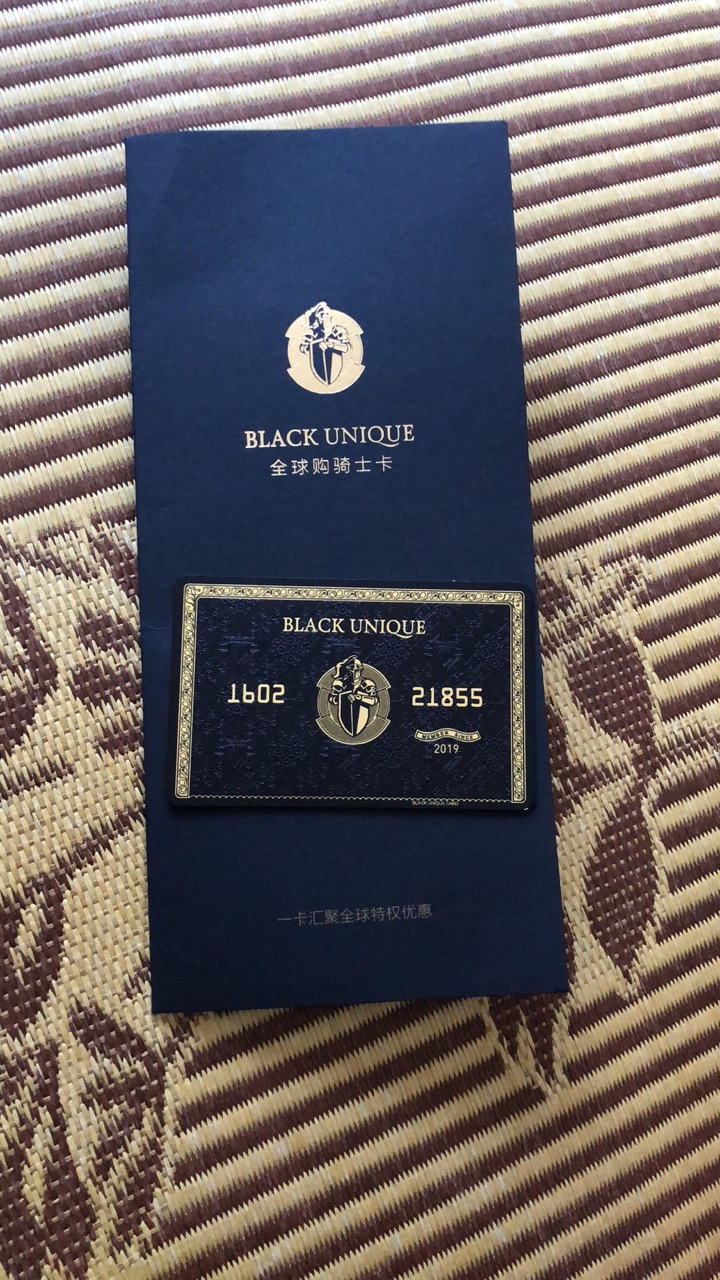 BLACK UNIQUE
全球购骑士卡
BLACK UNIQUE
1602 21855
MEMBER SINCE
2019
BLACK UNIQUE CARD
一卡汇聚全球特权优惠